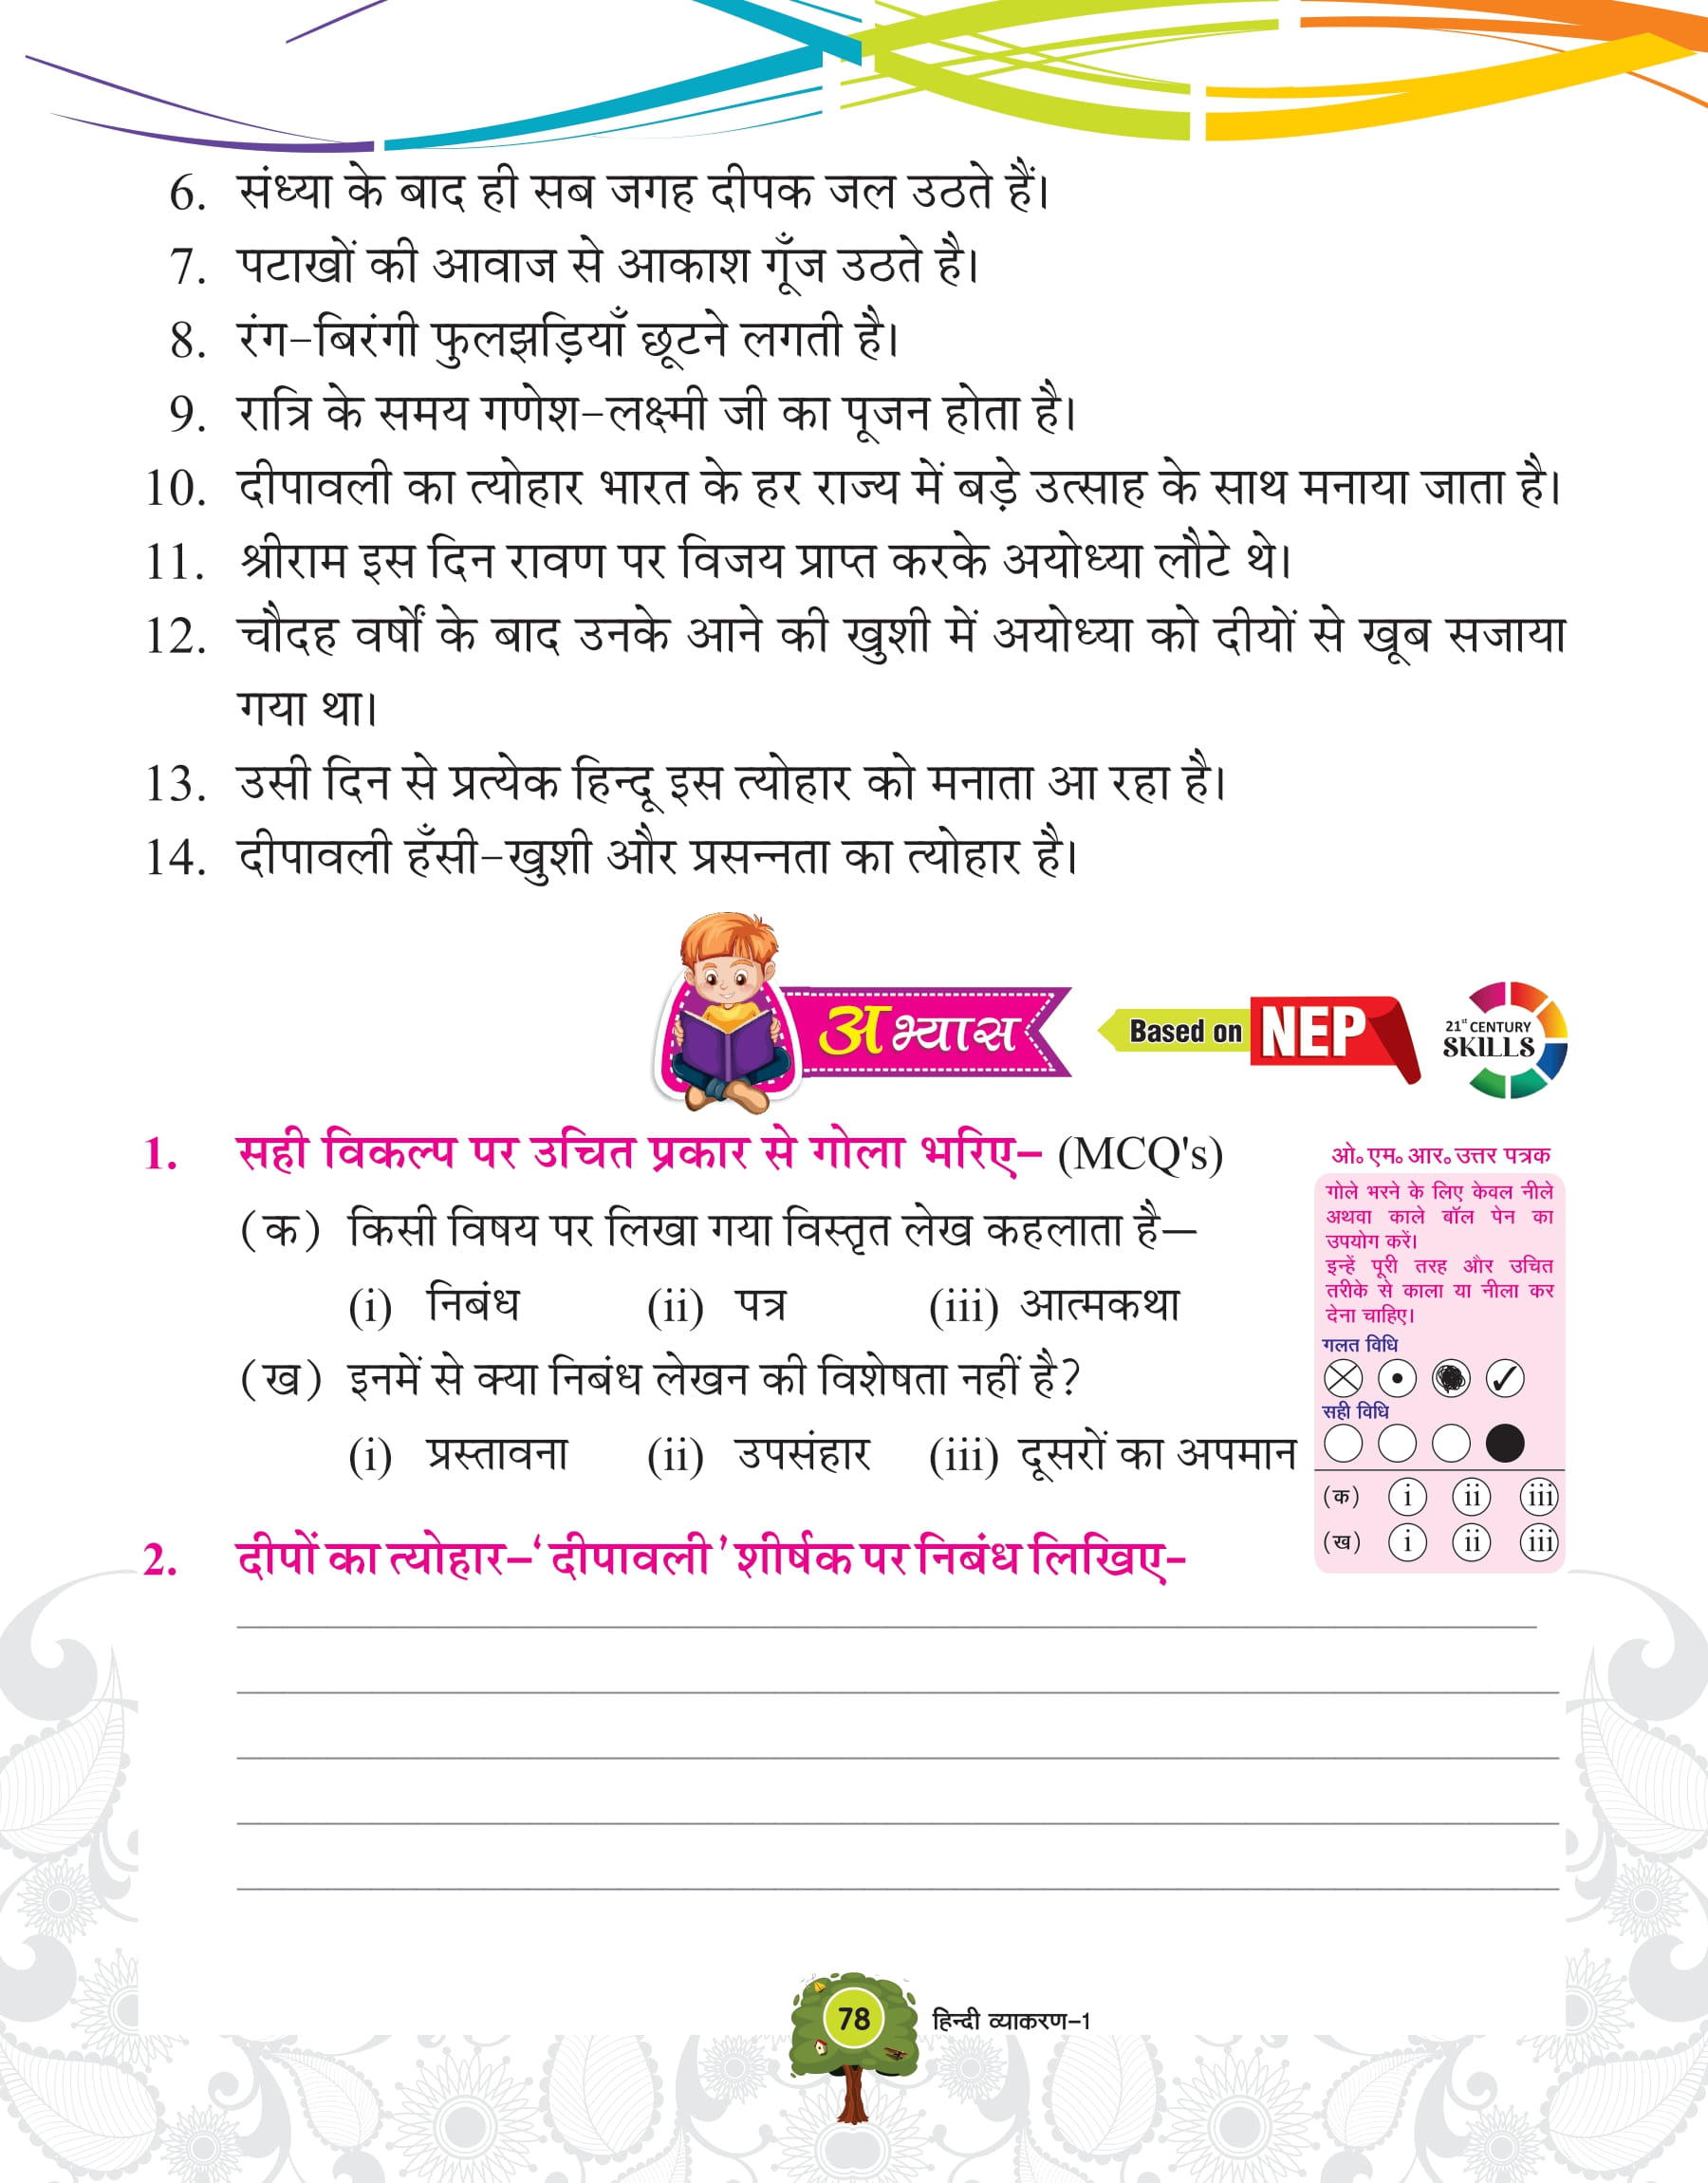 6. संध्या के बाद ही सब जगह दीपक जल उठते हैं।
7. पटाखों की आवाज से आकाश गूँज उठते है।
8. रंग-बिरंगी फुलझड़ियाँ छूटने लगती है।
9. रात्रि के समय गणेश-लक्ष्मी जी का पूजन होता है।
10. दीपावली का त्योहार भारत के हर राज्य में बड़े उत्साह के साथ मनाया जाता है।
11. श्रीराम इस दिन रावण पर विजय प्राप्त करके अयोध्या लौटे थे।
12. चौदह वर्षों के बाद उनके आने की खुशी में अयोध्या को दीयों से खूब सजाया
गया था।
13. उसी दिन से प्रत्येक हिन्दू इस त्योहार को मनाता आ रहा है।
14. दीपावली हँसी-खुशी और प्रसन्नता का त्योहार है।
अभ्यास
Based on NEP
21st CENTURY
SKILLS
1. सही विकल्प पर उचित प्रकार से गोला भरिए- (MCQ's)
(क) किसी विषय पर लिखा गया विस्तृत लेख कहलाता है—
(i) निबंध (ii) पत्र (iii) आत्मकथा
(ख) इनमें से क्या निबंध लेखन की विशेषता नहीं है?
(i) प्रस्तावना (ii) उपसंहार (iii) दूसरों का अपमान
ओ॰ एम॰ आर॰ उत्तर पत्रक
गोले भरने के लिए केवल नीले
अथवा काले बॉल पेन का
उपयोग करें।
इन्हें पूरी तरह और उचित
तरीके से काला या नीला कर
देना चाहिए।
गलत विधि
सही विधि
(क) i ii iii
(ख) i ii iii
2. दीपों का त्योहार-'दीपावली' शीर्षक पर निबंध लिखिए-
78 हिन्दी व्याकरण-1